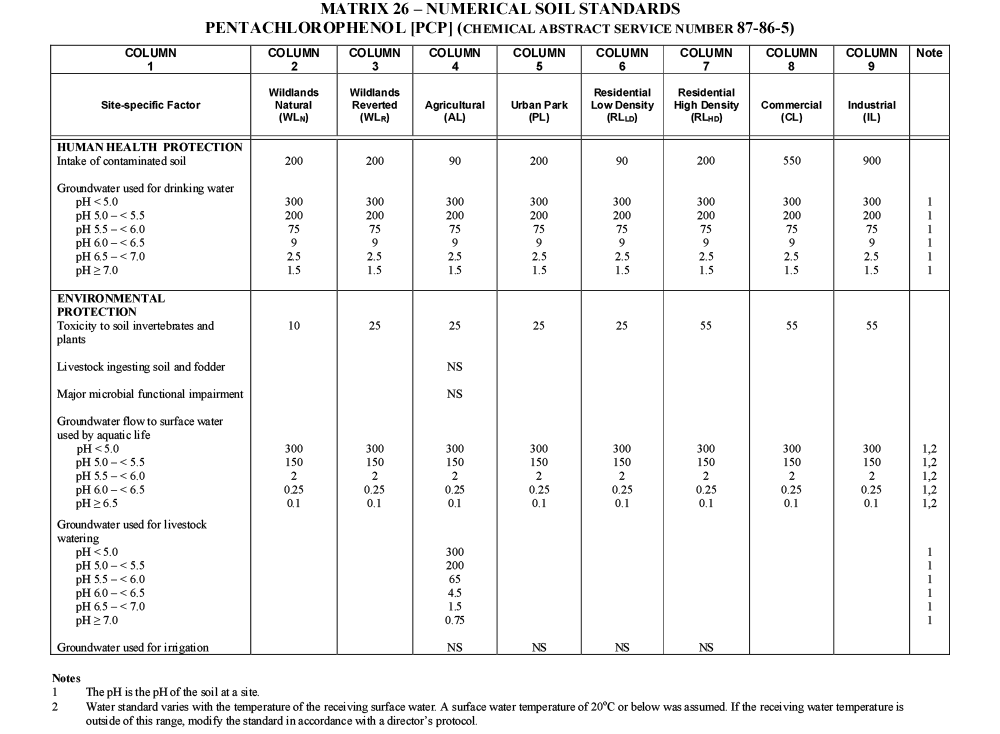 MATRIX 26 – NUMERICAL SOIL STANDARDS
PENTACHLOROPHENOL [PCP] (CHEMICAL ABSTRACT SERVICE NUMBER 87-86-5)
COLUMN 1 COLUMN 2 COLUMN 3 COLUMN 4 COLUMN 5 COLUMN 6 COLUMN 7 COLUMN 8 COLUMN 9 Note
Site-specific Factor Wildlands Natural (WLN) Wildlands Reverted (WLR) Agricultural (AL) Urban Park (PL) Residential Low Density (RLLD) Residential High Density (RLHD) Commercial (CL) Industrial (IL)
HUMAN HEALTH PROTECTION
Intake of contaminated soil 200 200 90 200 90 200 550 900
Groundwater used for drinking water
pH < 5.0 300 300 300 300 300 300 300 300 1
pH 5.0 – < 5.5 200 200 200 200 200 200 200 200 1
pH 5.5 – < 6.0 75 75 75 75 75 75 75 75 1
pH 6.0 – < 6.5 9 9 9 9 9 9 9 9 1
pH 6.5 – < 7.0 2.5 2.5 2.5 2.5 2.5 2.5 2.5 2.5 1
pH ≥ 7.0 1.5 1.5 1.5 1.5 1.5 1.5 1.5 1.5 1
ENVIRONMENTAL
PROTECTION
Toxicity to soil invertebrates and 10 25 25 25 25 55 55 55
plants
Livestock ingesting soil and fodder NS
Major microbial functional impairment NS
Groundwater flow to surface water
used by aquatic life
pH < 5.0 300 300 300 300 300 300 300 300 1,2
pH 5.0 – < 5.5 150 150 150 150 150 150 150 150 1,2
pH 5.5 – < 6.0 2 2 2 2 2 2 2 2 1,2
pH 6.0 – < 6.5 0.25 0.25 0.25 0.25 0.25 0.25 0.25 0.25 1,2
pH ≥ 6.5 0.1 0.1 0.1 0.1 0.1 0.1 0.1 0.1 1,2
Groundwater used for livestock
watering
pH < 5.0 300 1
pH 5.0 – < 5.5 200 1
pH 5.5 – < 6.0 65 1
pH 6.0 – < 6.5 4.5 1
pH 6.5 – < 7.0 1.5 1
pH ≥ 7.0 0.75 1
Groundwater used for irrigation NS NS NS NS
Notes
1 The pH is the pH of the soil at a site.
2 Water standard varies with the temperature of the receiving surface water. A surface water temperature of 20°C or below was assumed. If the receiving water temperature is
outside of this range, modify the standard in accordance with a director's protocol.